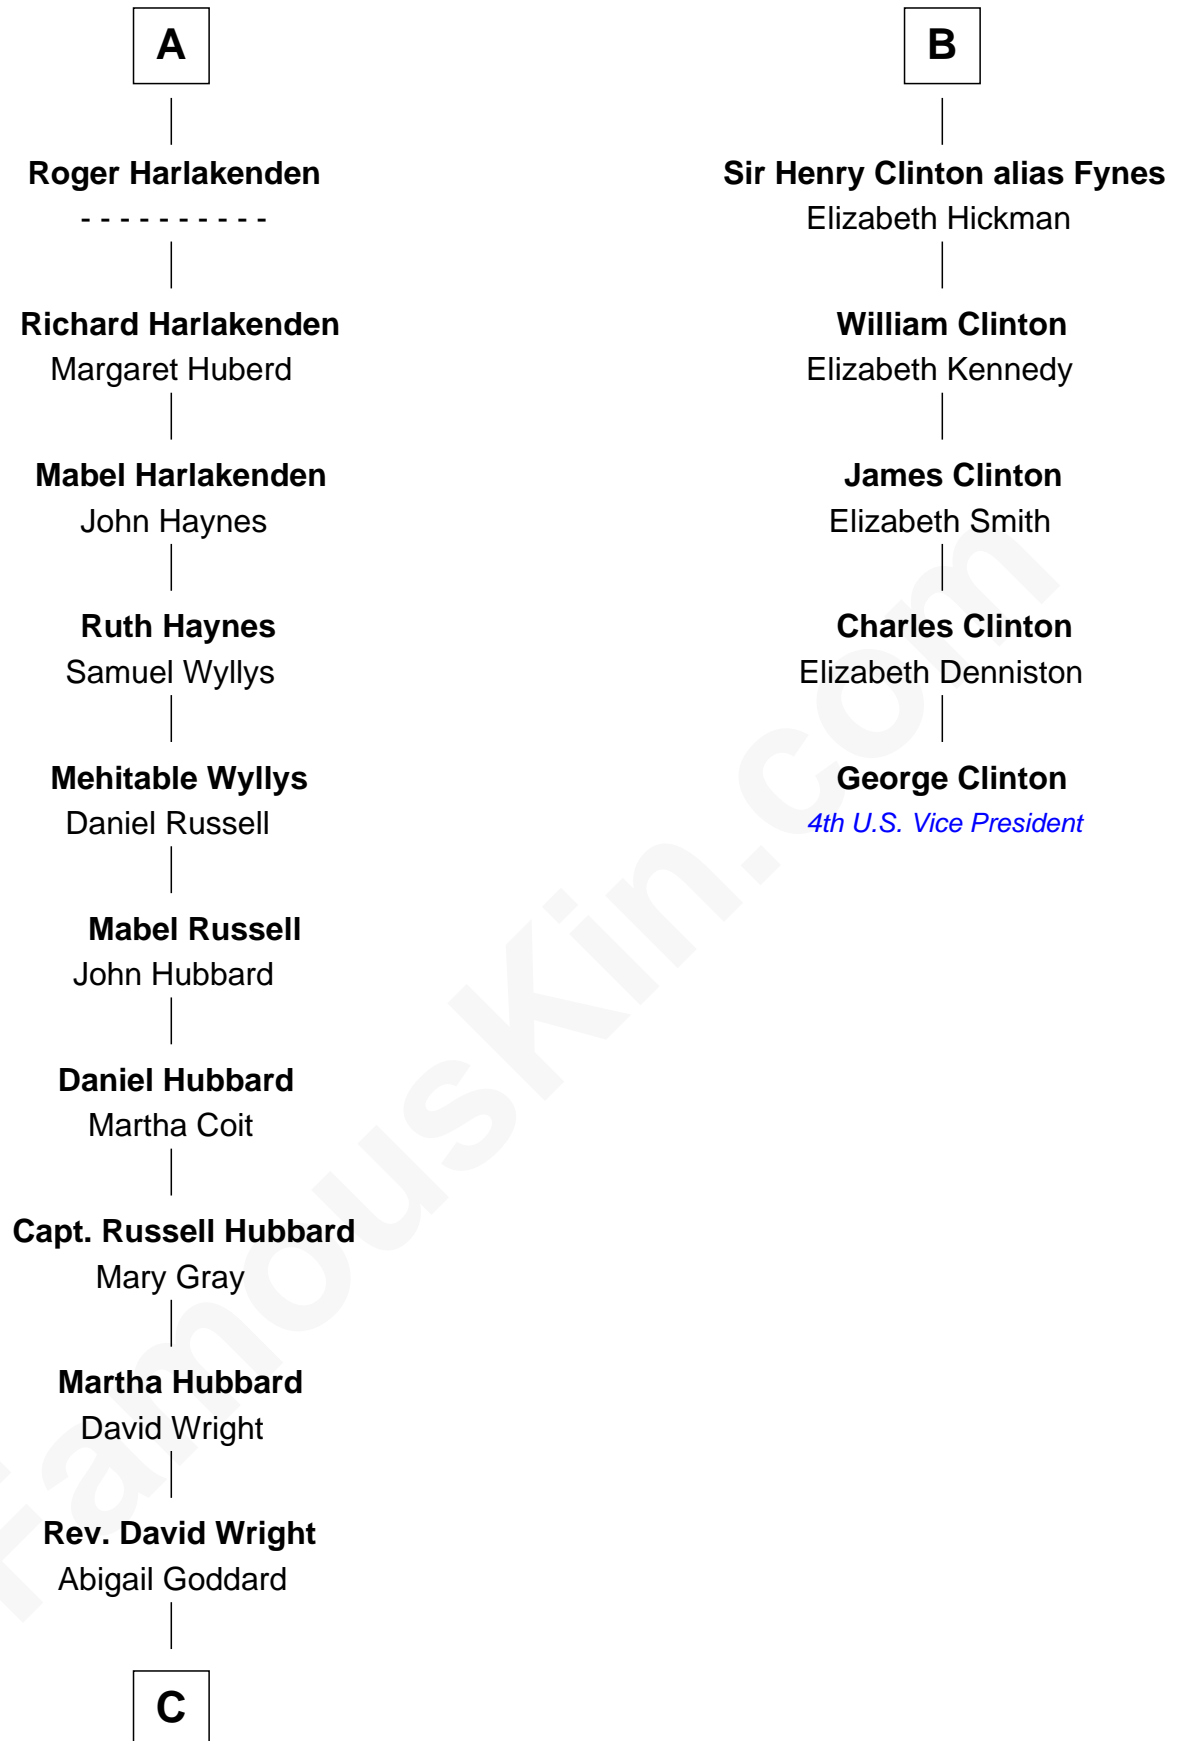 A
Roger Harlakenden
- - - - - - - - - -
Richard Harlakenden
Margaret Huberd
Mabel Harlakenden
John Haynes
Ruth Haynes
Samuel Wyllys
Mehitable Wyllys
Daniel Russell
Mabel Russell
John Hubbard
Daniel Hubbard
Martha Coit
Capt. Russell Hubbard
Mary Gray
Martha Hubbard
David Wright
Rev. David Wright
Abigail Goddard
C
B
Sir Henry Clinton alias Fynes
Elizabeth Hickman
William Clinton
Elizabeth Kennedy
James Clinton
Elizabeth Smith
Charles Clinton
Elizabeth Denniston
George Clinton
4th U.S. Vice President
FamousKin.com